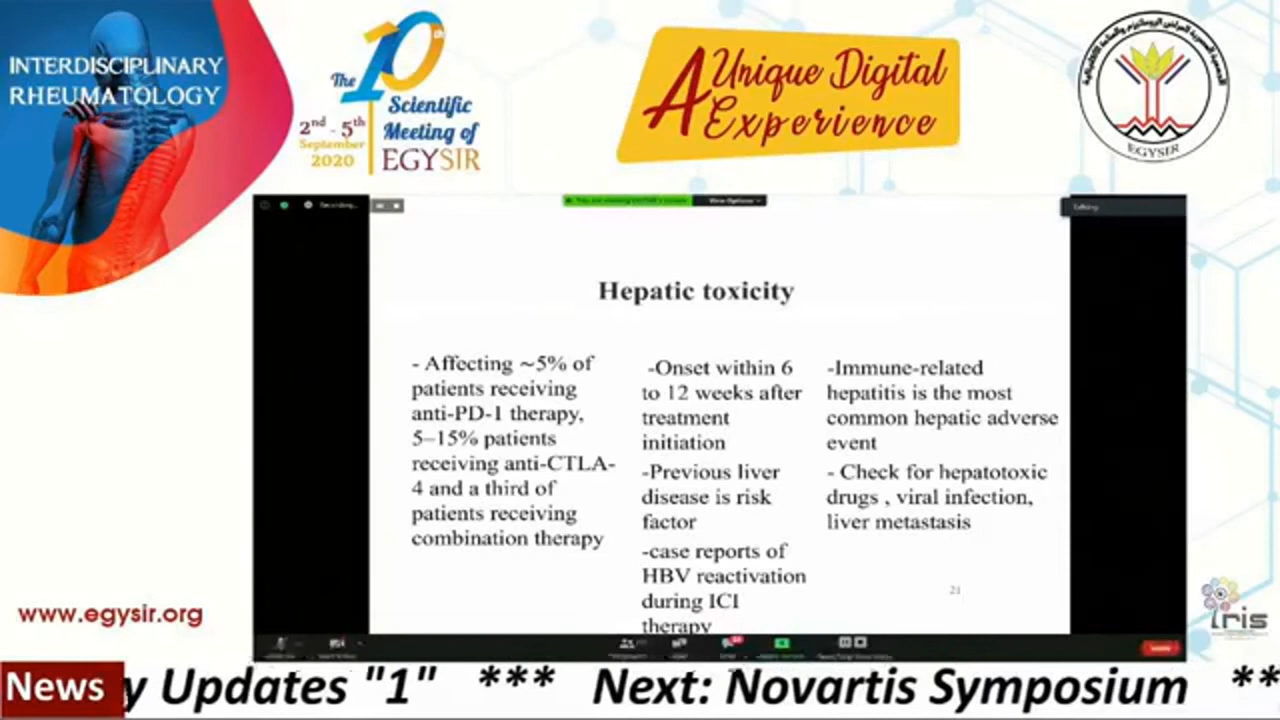 INTERDISCIPLINARY
RHEUMATOLOGY
The 10th
Scientific
Meeting of
EGYSIR
2nd - 5th
September
2020
A Unique Digital
Experience
EGYSIR
Hepatic toxicity
- Affecting ~5% of
patients receiving
anti-PD-1 therapy,
5–15% patients
receiving anti-CTLA-
4 and a third of
patients receiving
combination therapy
-Onset within 6
to 12 weeks after
treatment
initiation
-Previous liver
disease is risk
factor
-case reports of
HBV reactivation
during ICI
therapy
-Immune-related
hepatitis is the most
common hepatic adverse
event
- Check for hepatotoxic
drugs , viral infection,
liver metastasis
21
www.egysir.org
iris
News
y Updates "1" *** Next: Novartis Symposium **